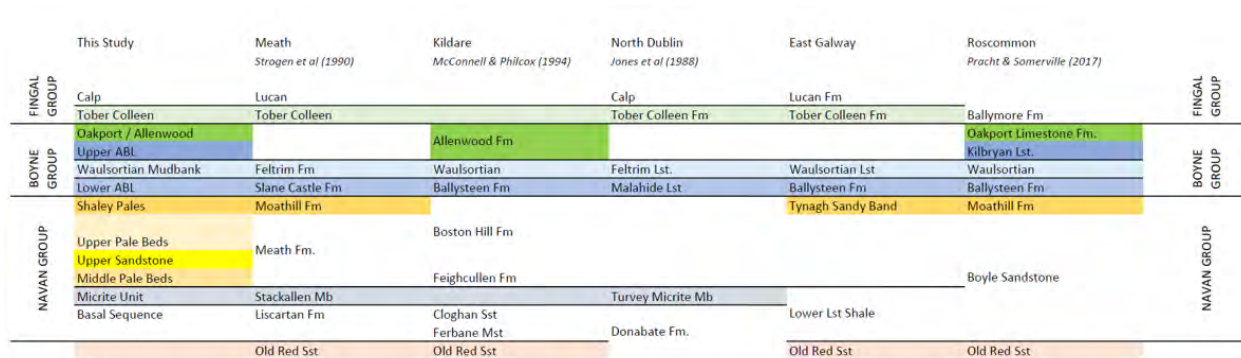 This Study Meath Kildare North Dublin East Galway Roscommon
Strogen et al (1990) McConnell & Philcox (1994) Jones et al (1988) Pracht & Somerville (2017)
FINGAL GROUP
Calp Lucan Calp Lucan Fm
Tober Colleen Tober Colleen Tober Colleen Fm Tober Colleen Fm Ballymore Fm
FINGAL GROUP
BOYNE GROUP
Oakport / Allenwood Allenwood Fm Oakport Limestone Fm.
Upper ABL Kilbryan Lst.
Waulsortian Mudbank Feltrim Fm Waulsortian Feltrim Lst. Waulsortian Lst Waulsortian
Lower ABL Slane Castle Fm Ballysteen Fm Malahide Lst Ballysteen Fm Ballysteen Fm
BOYNE GROUP
NAVAN GROUP
Shaley Pales Moathill Fm Tynagh Sandy Band Moathill Fm
Boston Hill Fm
Upper Pale Beds Meath Fm.
Upper Sandstone
Middle Pale Beds Feighcullen Fm Boyle Sandstone
Micrite Unit Stackallen Mb Turvey Micrite Mb
Basal Sequence Liscartan Fm Cloghan Sst Lower Lst Shale
Ferbane Mst Donabate Fm.
NAVAN GROUP
Old Red Sst Old Red Sst Old Red Sst Old Red Sst